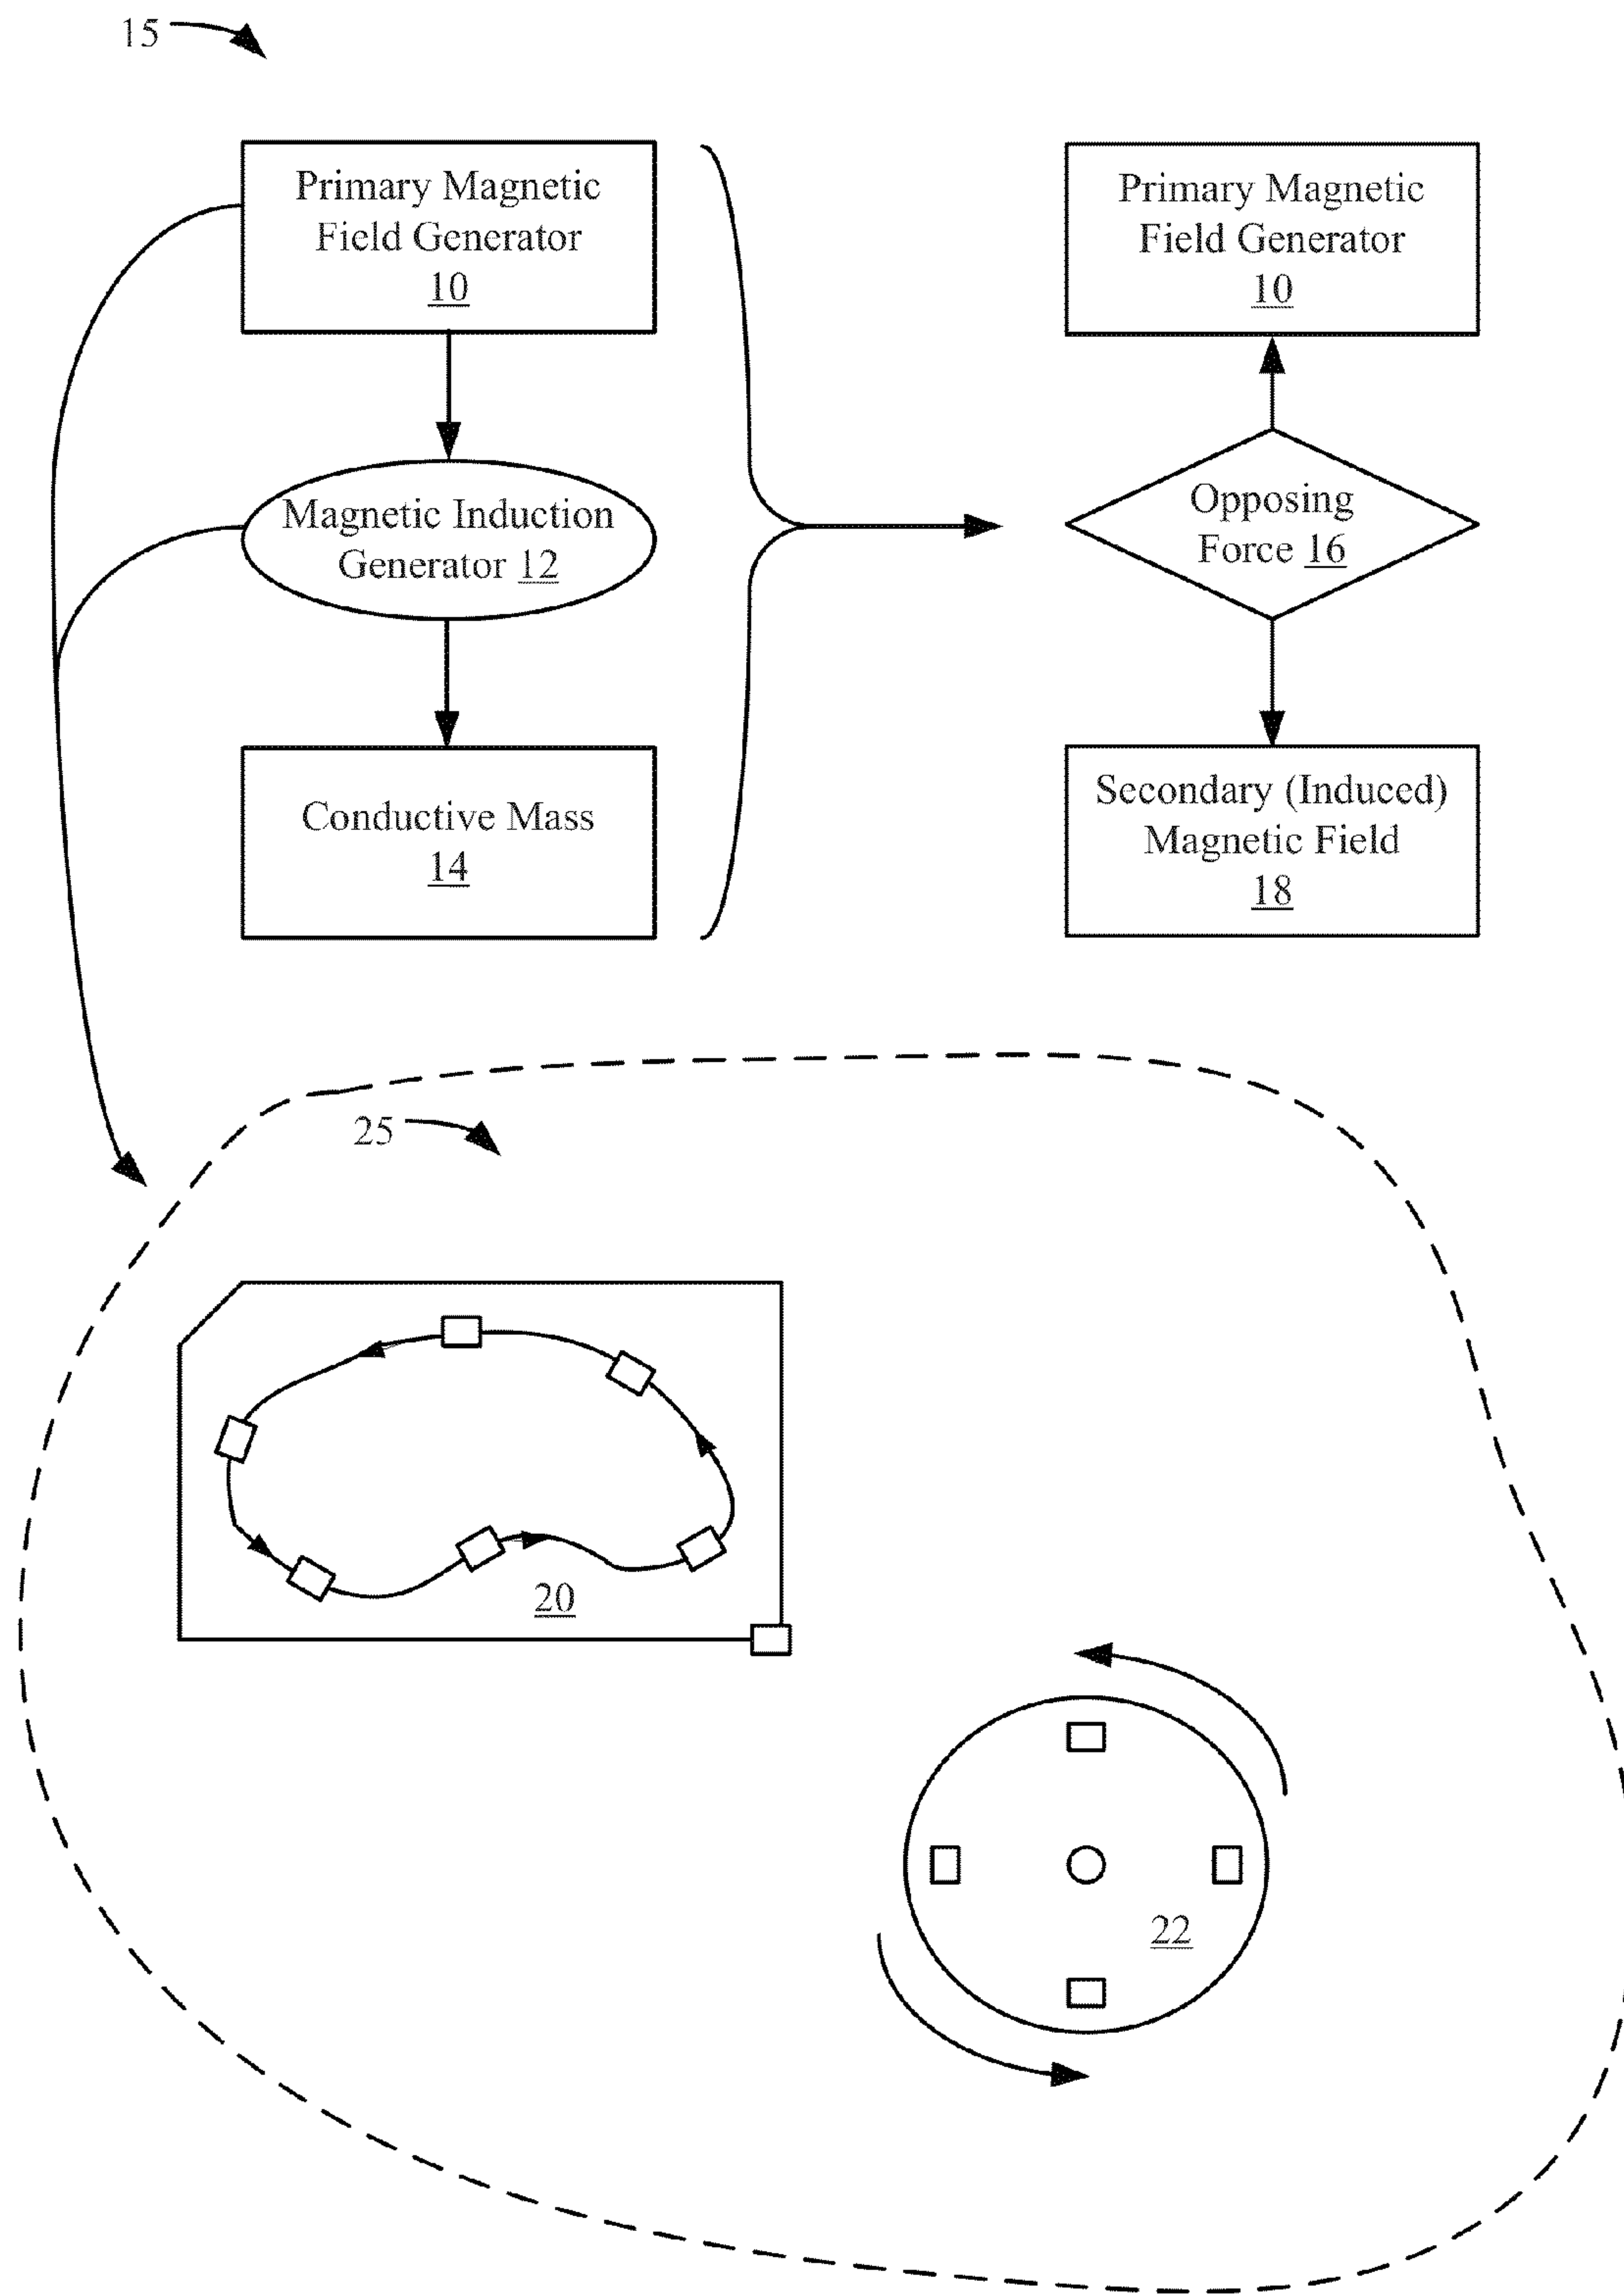 15
Primary Magnetic
Field Generator
10
Magnetic Induction
Generator 12
Conductive Mass
14
Primary Magnetic
Field Generator
10
Opposing
Force 16
Secondary (Induced)
Magnetic Field
18
25
20
22